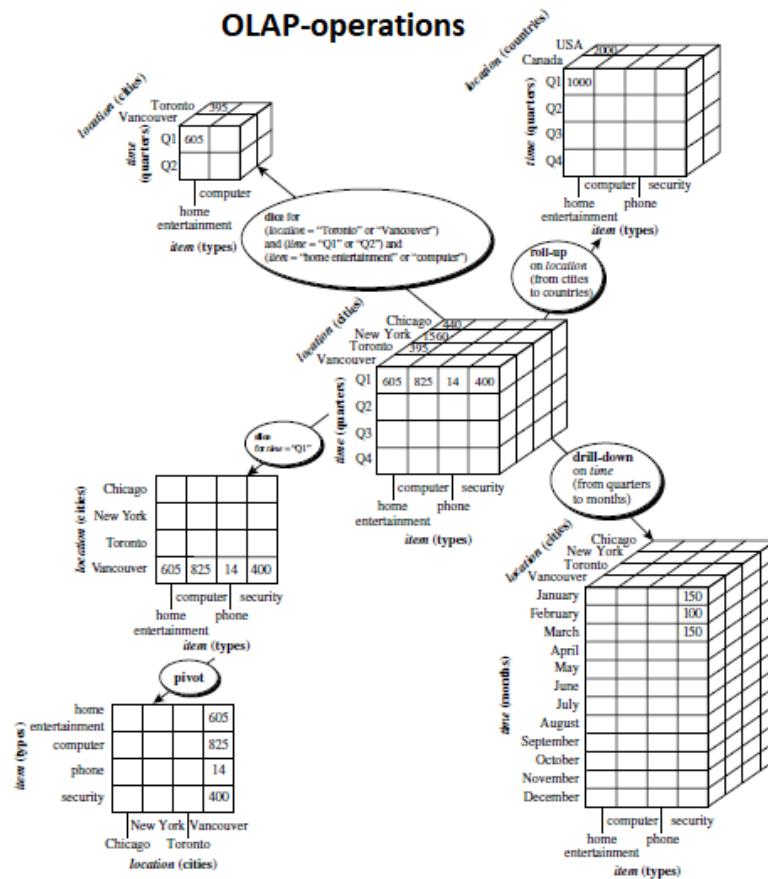 OLAP-operations
location (cities)
Toronto
Vancouver
395
time
(quarters)
Q1
Q2
605
computer
home
entertainment
item (types)
location (countries)
USA
Canada
2000
time (quarters)
Q1
Q2
Q3
Q4
1000
computer
security
home
entertainment
phone
item (types)
dice for
(location = “Toronto” or “Vancouver”)
and (time = “Q1” or “Q2”) and
(item = “home entertainment” or “computer”)
roll-up
on location
(from cities
to countries)
location (cities)
Chicago
New York
Toronto
Vancouver
440
1560
395
time (quarters)
Q1
Q2
Q3
Q4
605 825 14 400
computer
security
home
entertainment
phone
item (types)
slice
for time = “Q1”
drill-down
on time
(from quarters
to months)
location (cities)
Chicago
New York
Toronto
Vancouver
605 825 14 400
computer
security
home
entertainment
phone
item (types)
location (cities)
Chicago
New York
Toronto
Vancouver
time (months)
January
February
March
April
May
June
July
August
September
October
November
December
150
100
150
computer
security
home
entertainment
phone
item (types)
pivot
item (types)
home
entertainment
computer
phone
security
605
825
14
400
New York Vancouver
Chicago Toronto
location (cities)